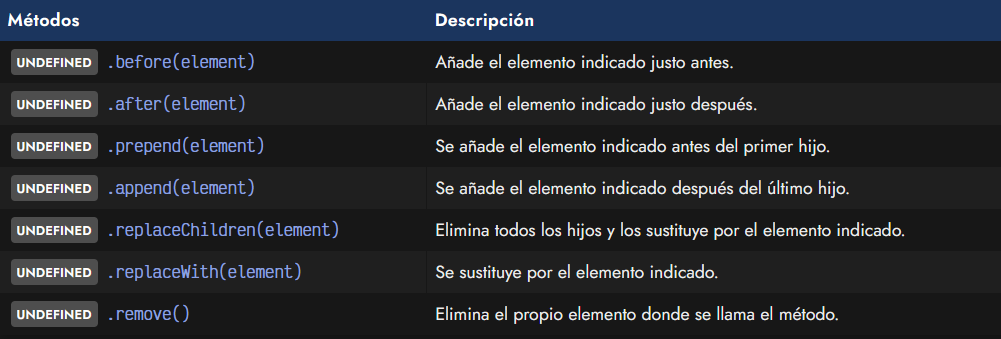 Métodos Descripción
UNDEFINED .before(element) Añade el elemento indicado justo antes.
UNDEFINED .after(element) Añade el elemento indicado justo después.
UNDEFINED .prepend(element) Se añade el elemento indicado antes del primer hijo.
UNDEFINED .append(element) Se añade el elemento indicado después del último hijo.
UNDEFINED .replaceChildren(element) Elimina todos los hijos y los sustituye por el elemento indicado.
UNDEFINED .replaceWith(element) Se sustituye por el elemento indicado.
UNDEFINED .remove() Elimina el propio elemento donde se llama el método.